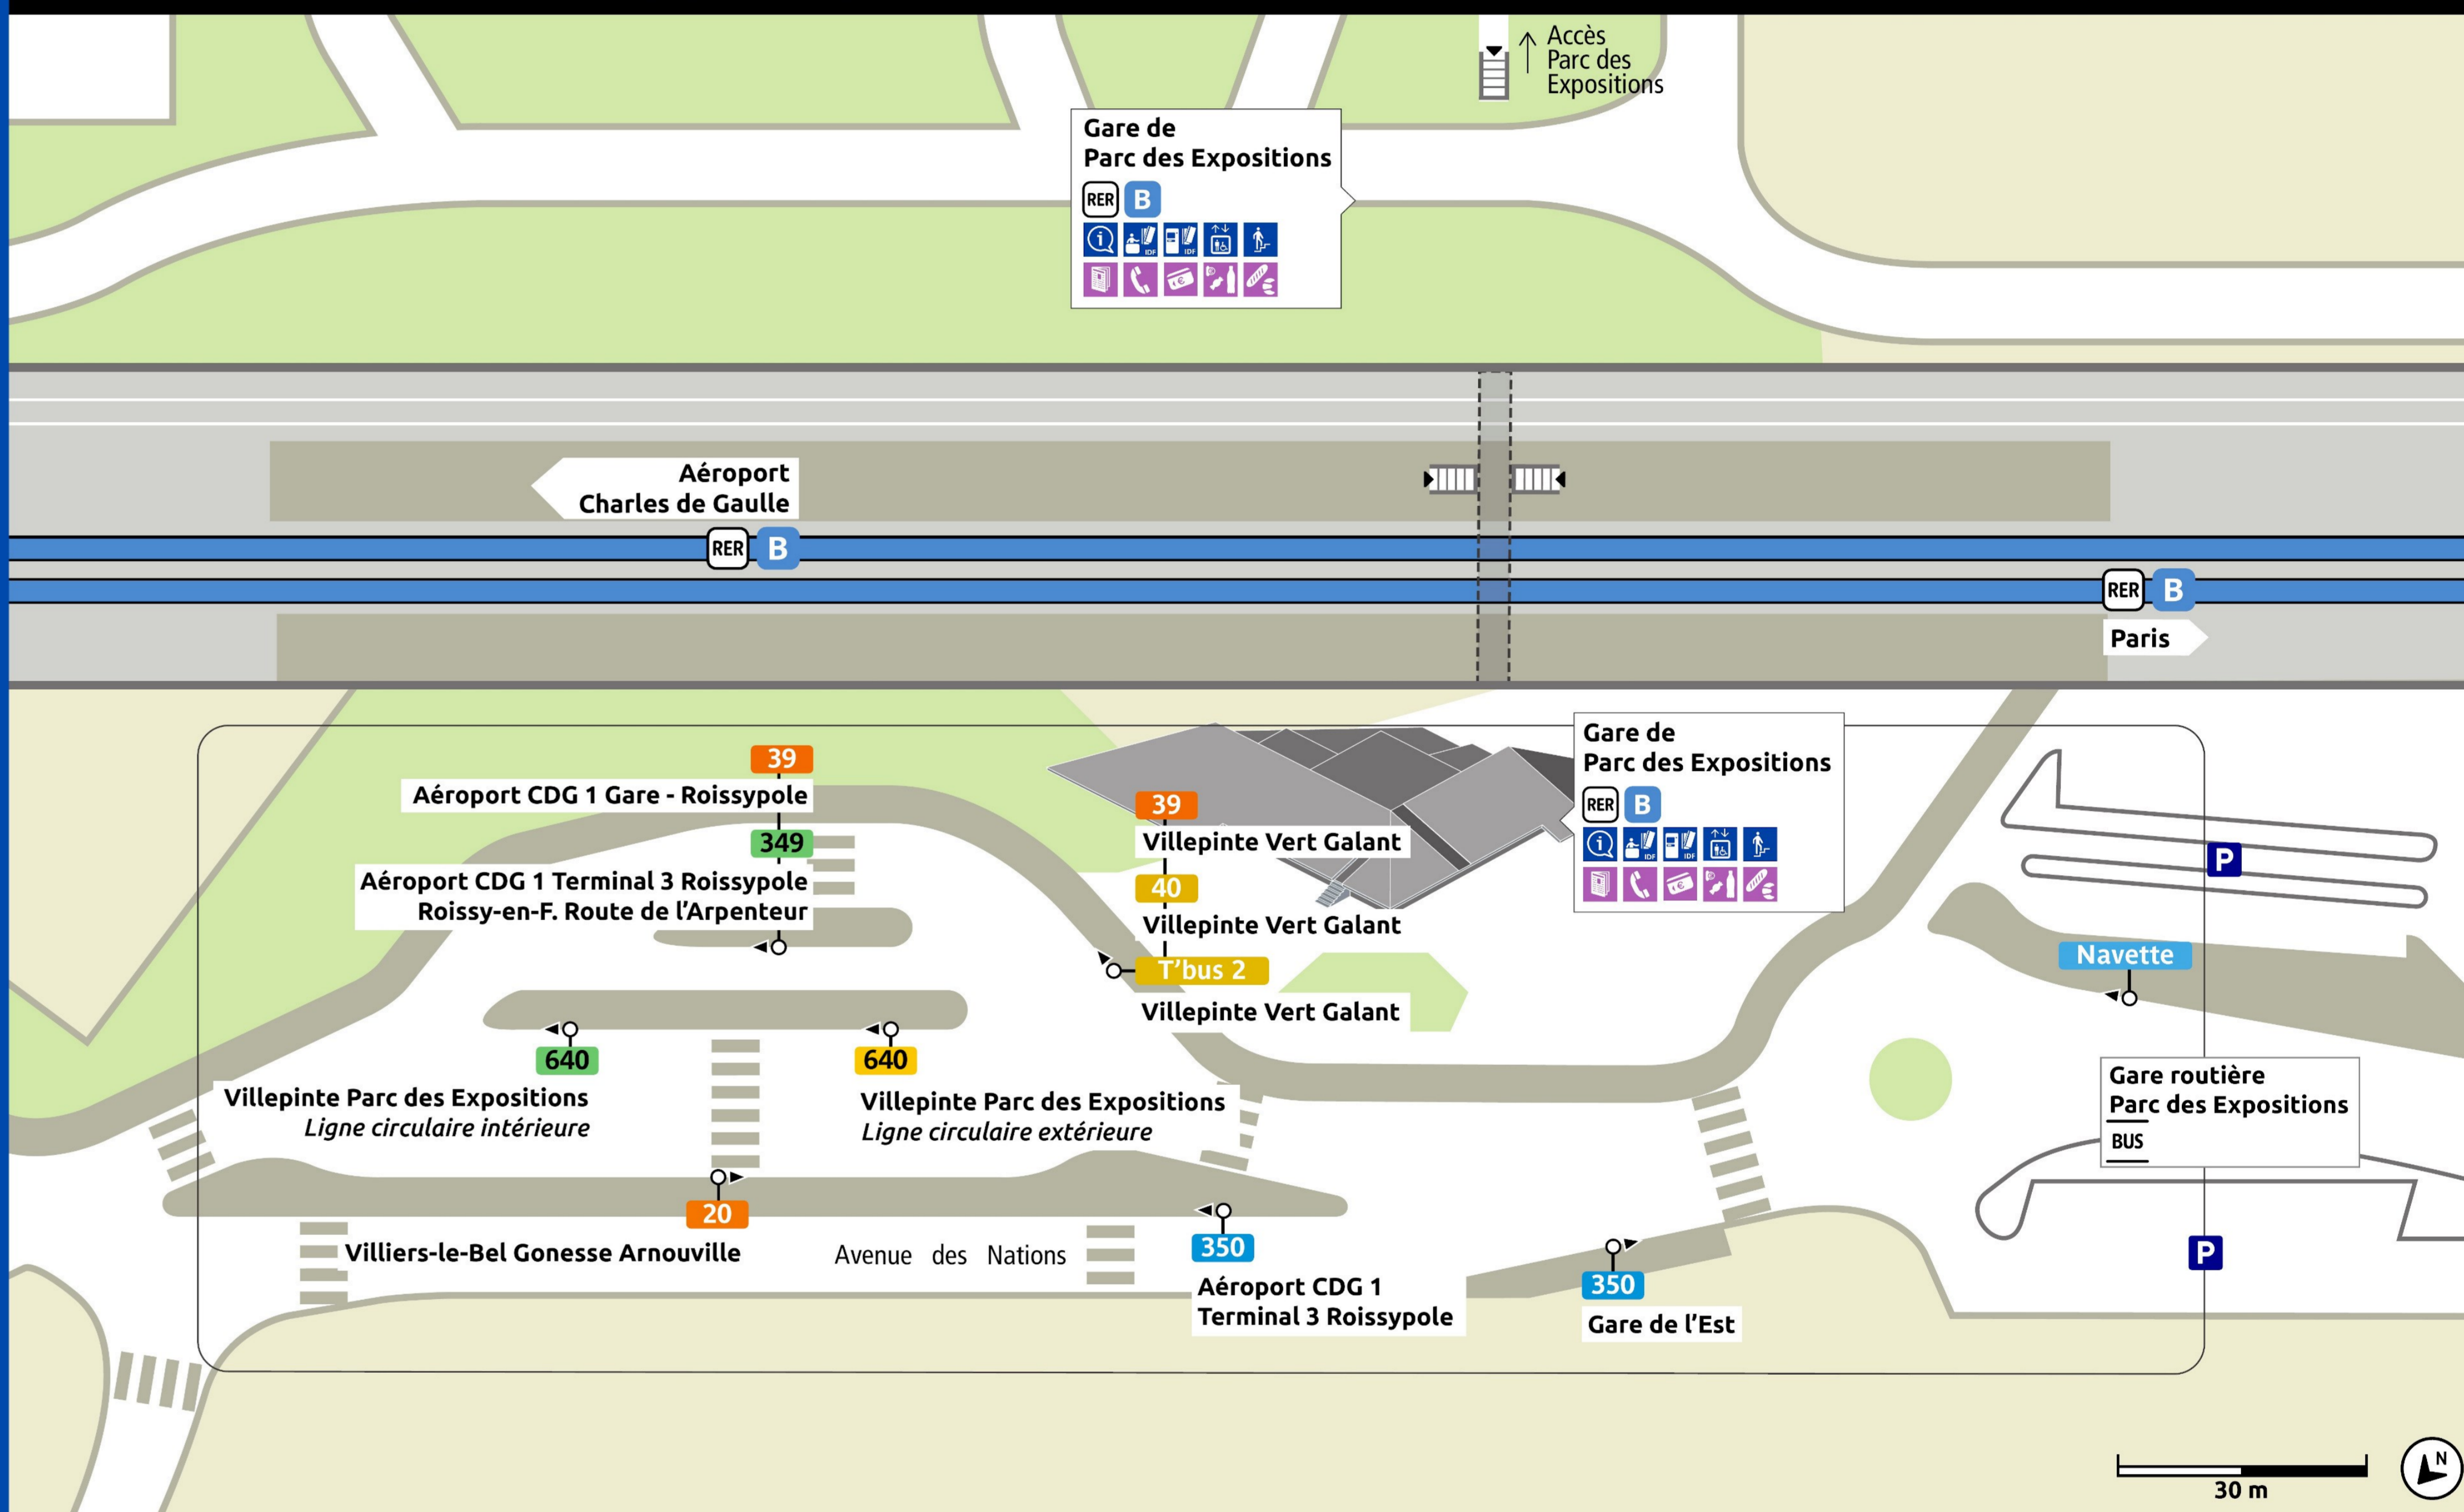 Accès
Parc des
Expositions
Gare de
Parc des Expositions
RER B
i IDF IDF
€
Aéroport
Charles de Gaulle
RER B
RER B
Paris
Gare de
Parc des Expositions
RER B
i IDF IDF
€
39
Aéroport CDG 1 Gare - Roissypole
349
Aéroport CDG 1 Terminal 3 Roissypole
Roissy-en-F. Route de l'Arpenteur
39
Villepinte Vert Galant
40
Villepinte Vert Galant
T'bus 2
Villepinte Vert Galant
P
Navette
640
Villepinte Parc des Expositions
Ligne circulaire intérieure
640
Villepinte Parc des Expositions
Ligne circulaire extérieure
Gare routière
Parc des Expositions
BUS
20
Villiers-le-Bel Gonesse Arnouville
Avenue des Nations
350
Aéroport CDG 1
Terminal 3 Roissypole
350
Gare de l'Est
P
30 m
N